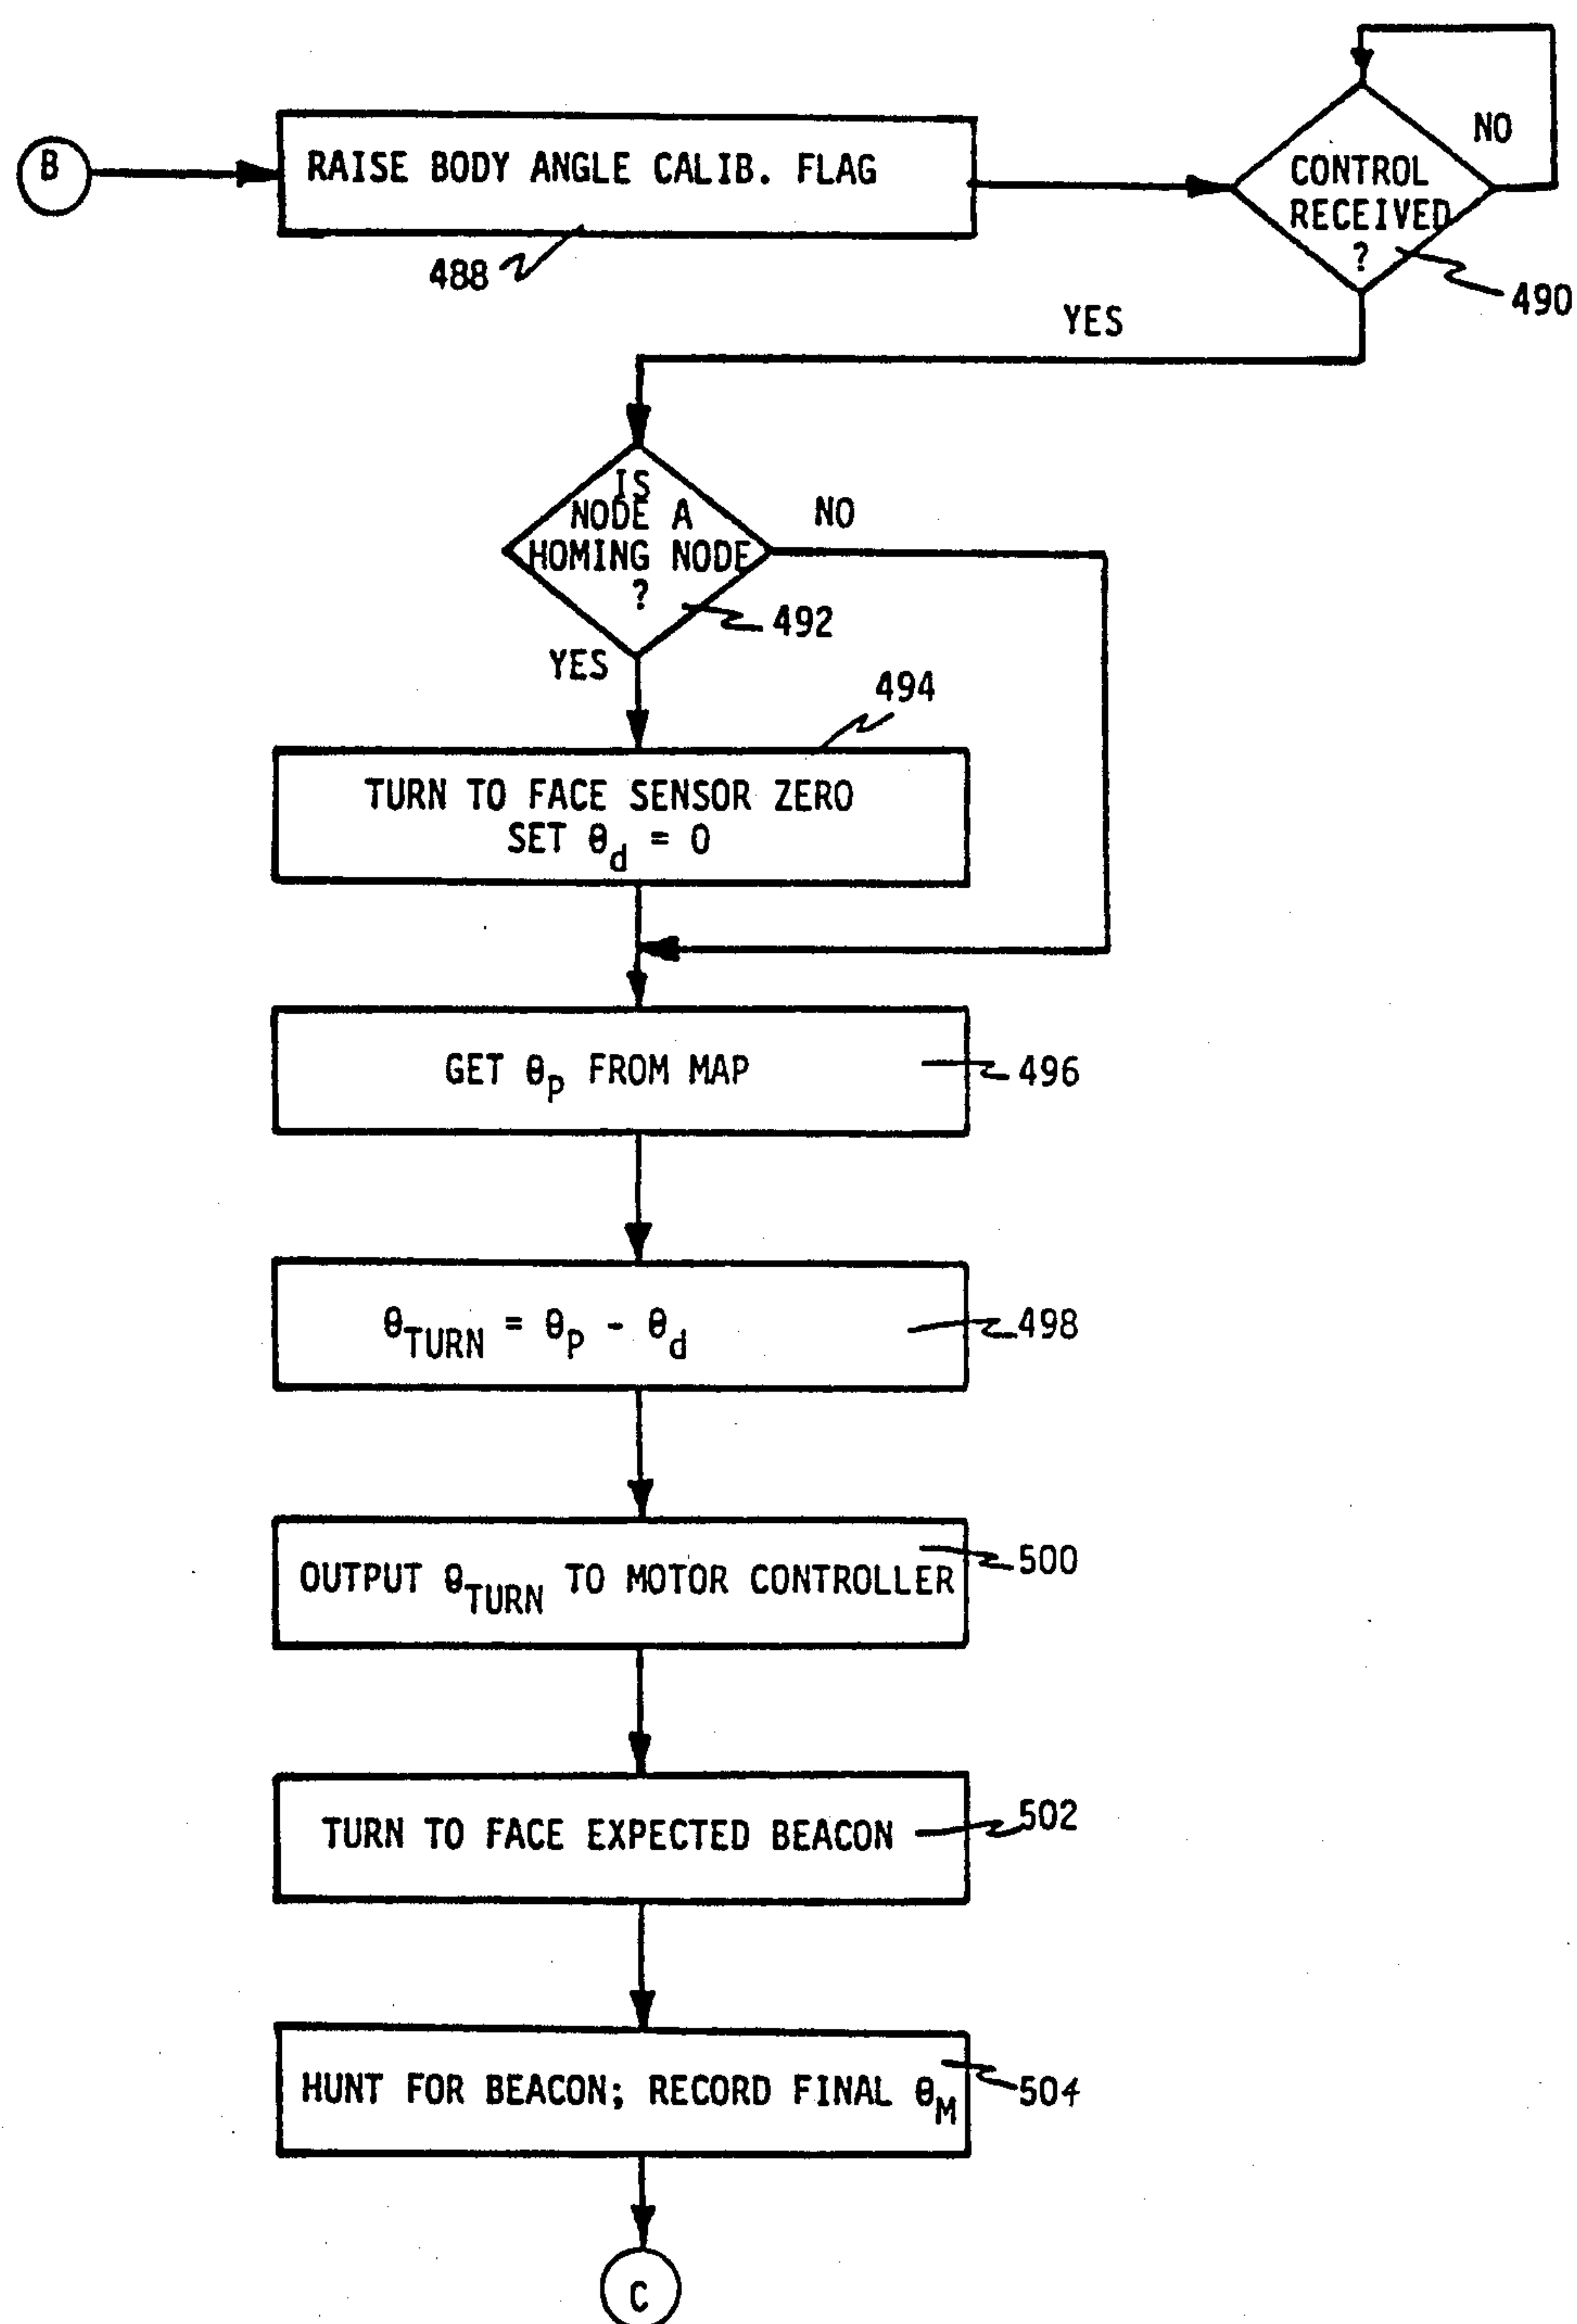 B
RAISE BODY ANGLE CALIB. FLAG
488
CONTROL
RECEIVED
?
NO
490
YES
IS
NODE A
HOMING NODE
?
NO
492
YES
494
TURN TO FACE SENSOR ZERO
SET θd = 0
GET θP FROM MAP
496
θTURN = θP - θd
498
OUTPUT θTURN TO MOTOR CONTROLLER
500
TURN TO FACE EXPECTED BEACON
502
HUNT FOR BEACON; RECORD FINAL θM
504
C